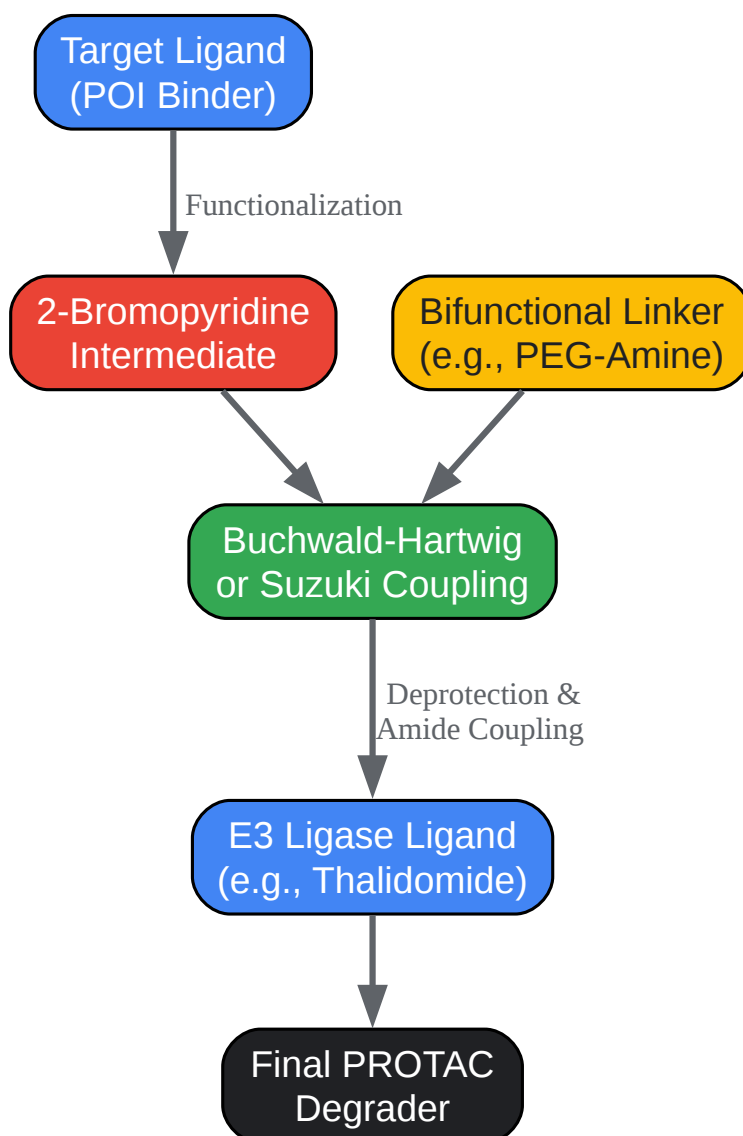 Target Ligand
(POI Binder)
Functionalization
2-Bromopyridine
Intermediate
Bifunctional Linker
(e.g., PEG-Amine)
Buchwald-Hartwig
or Suzuki Coupling
Deprotection &
Amide Coupling
E3 Ligase Ligand
(e.g., Thalidomide)
Final PROTAC
Degrader